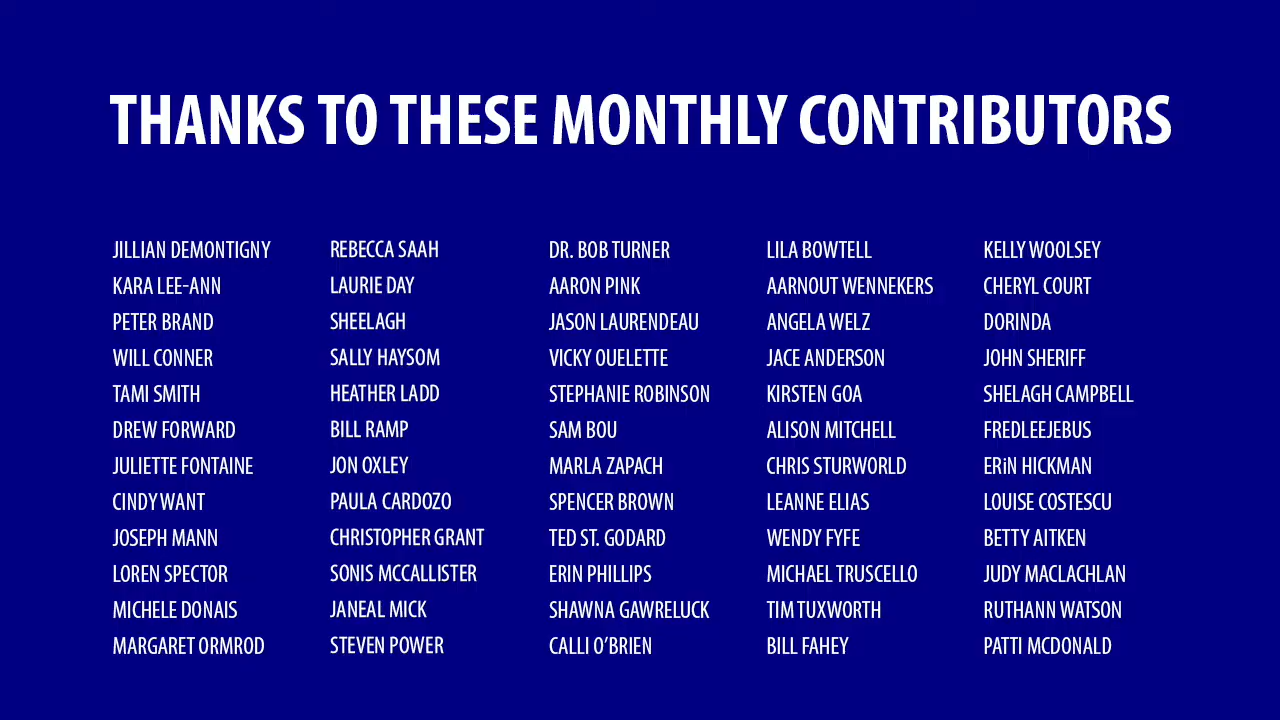 THANKS TO THESE MONTHLY CONTRIBUTORS
JILLIAN DEMONTIGNY
KARA LEE-ANN
PETER BRAND
WILL CONNER
TAMI SMITH
DREW FORWARD
JULIETTE FONTAINE
CINDY WANT
JOSEPH MANN
LOREN SPECTOR
MICHELE DONAIS
MARGARET ORMROD
REBECCA SAAH
LAURIE DAY
SHEELAGH
SALLY HAYSOM
HEATHER LADD
BILL RAMP
JON OXLEY
PAULA CARDOZO
CHRISTOPHER GRANT
SONIS MCCALLISTER
JANEAL MICK
STEVEN POWER
DR. BOB TURNER
AARON PINK
JASON LAURENDEAU
VICKY OUELETTE
STEPHANIE ROBINSON
SAM BOU
MARLA ZAPACH
SPENCER BROWN
TED ST. GODARD
ERIN PHILLIPS
SHAWNA GAWRELUCK
CALLI O’BRIEN
LILA BOWTELL
AARNOUT WENNEKERS
ANGELA WELZ
JACE ANDERSON
KIRSTEN GOA
ALISON MITCHELL
CHRIS STURWORLD
LEANNE ELIAS
WENDY FYFE
MICHAEL TRUSCELLO
TIM TUXWORTH
BILL FAHEY
KELLY WOOLSEY
CHERYL COURT
DORINDA
JOHN SHERIFF
SHELAGH CAMPBELL
FREDLEEJEBUS
ERiN HICKMAN
LOUISE COSTESCU
BETTY AITKEN
JUDY MACLACHLAN
RUTHANN WATSON
PATTI MCDONALD